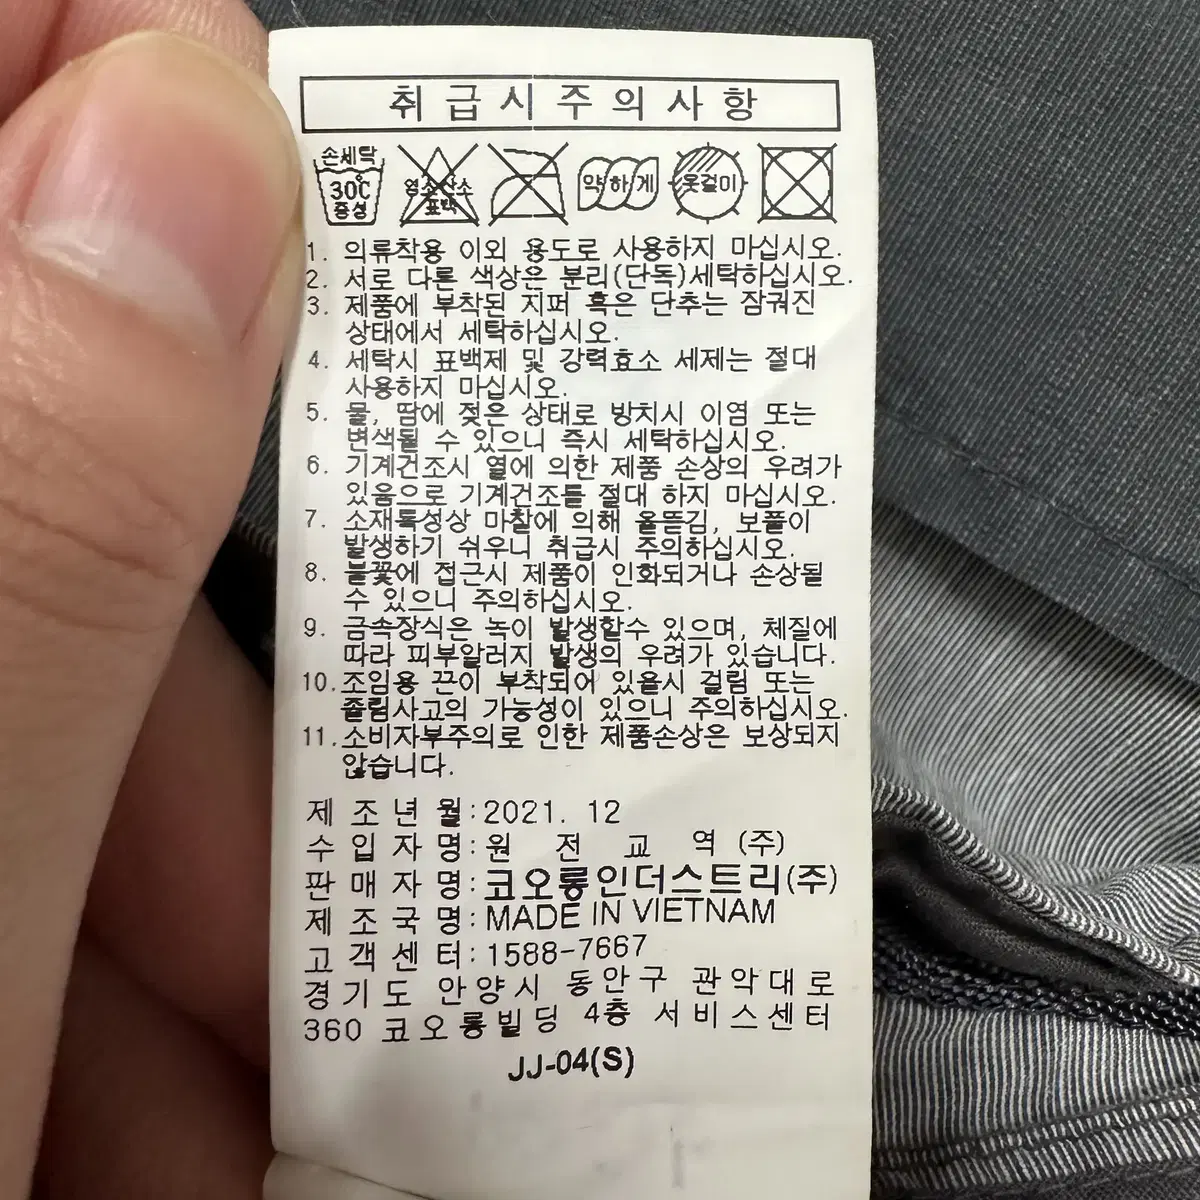 취급시주의사항
손세탁
30℃
중성
염소산소
표백
약하게
옷걸이
1. 의류착용 이외 용도로 사용하지 마십시오.
2. 서로 다른 색상은 분리(단독)세탁하십시오.
3. 제품에 부착된 지퍼 혹은 단추는 잠궈진
상태에서 세탁하십시오.
4. 세탁시 표백제 및 강력효소 세제는 절대
사용하지 마십시오.
5. 물, 땀에 젖은 상태로 방치시 이염 또는
변색될 수 있으니 즉시 세탁하십시오.
6. 기계건조시 열에 의한 제품 손상의 우려가
있음으로 기계건조를 절대 하지 마십시오.
7. 소재특성상 마찰에 의해 올뜯김, 보풀이
발생하기 쉬우니 취급시 주의하십시오.
8. 불꽃에 접근시 제품이 인화되거나 손상될
수 있으니 주의하십시오.
9. 금속장식은 녹이 발생할수 있으며, 체질에
따라 피부알러지 발생의 우려가 있습니다.
10. 조임용 끈이 부착되어 있을시 걸림 또는
졸림사고의 가능성이 있으니 주의하십시오.
11. 소비자부주의로 인한 제품손상은 보상되지
않습니다.
제조년월: 2021. 12
수입자명: 원전교역 (주)
판매자명: 코오롱인더스트리(주)
제조국명: MADE IN VIETNAM
고객센터: 1588-7667
경기도 안양시 동안구 관악대로
360 코오롱빌딩 4층 서비스센터
JJ-04(S)